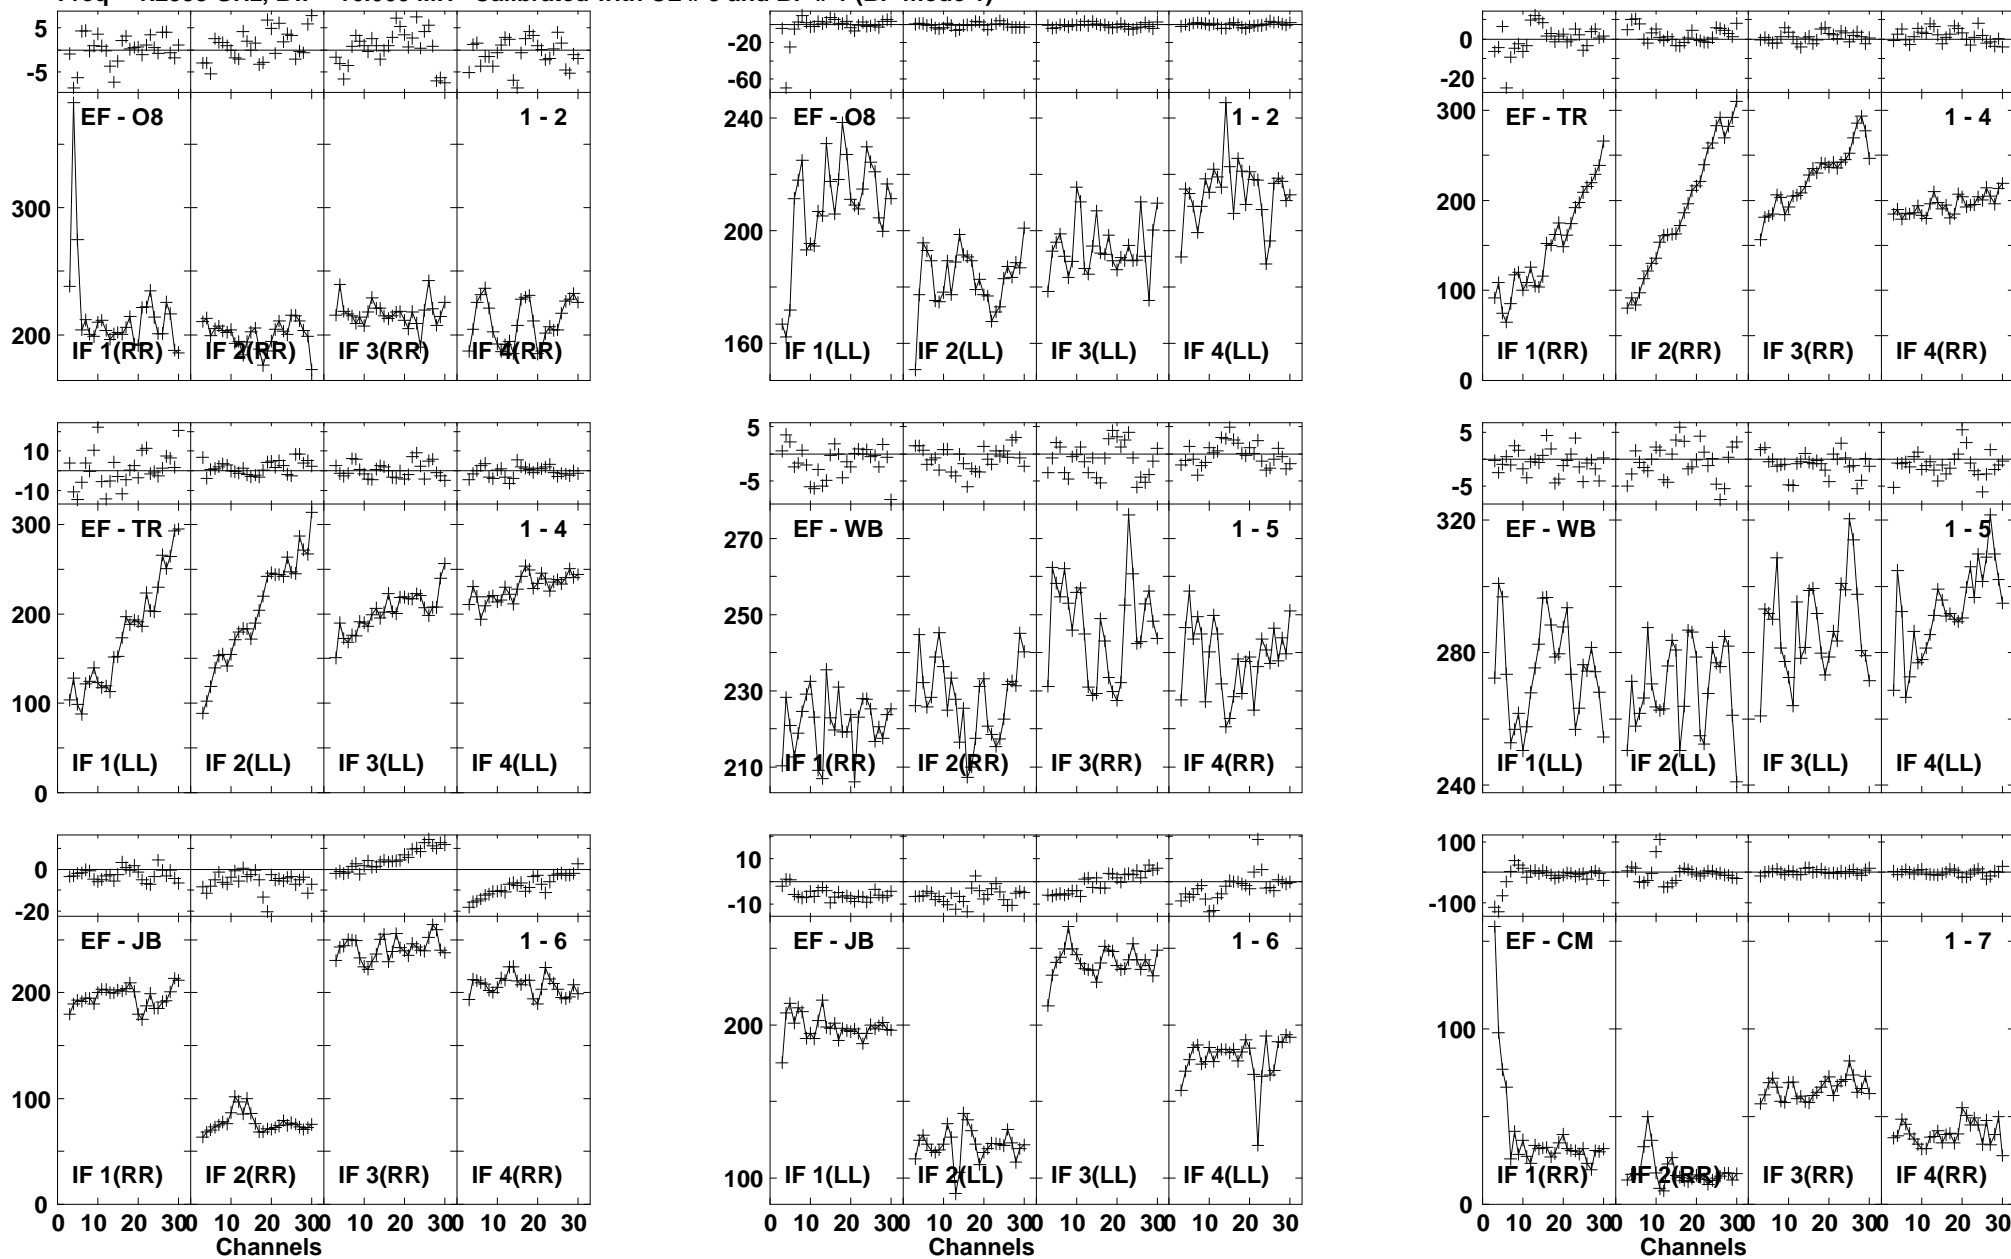 5 5 0
0 -20 0
-5 -60 -20
EF - O8 1 - 2 EF - O8 1 - 2 EF - TR 1 - 4
240 300
300 200 200
200 160 100
IF 1(RR) IF 2(RR) IF 3(RR) IF 4(RR) IF 1(LL) IF 2(LL) IF 3(LL) IF 4(LL) IF 1(RR) IF 2(RR) IF 3(RR) IF 4(RR)
0
10 5 5
0 0 0
-10 -5 -5
EF - TR 1 - 4 EF - WB 1 - 5 EF - WB 1 - 5
300 270 320
200 250 280
100 230
IF 1(LL) IF 2(LL) IF 3(LL) IF 4(LL) IF 1(RR) IF 2(RR) IF 3(RR) IF 4(RR) IF 1(LL) IF 2(LL) IF 3(LL) IF 4(LL)
0 210 240
0 10 100
-20 -10 -100
EF - JB 1 - 6 EF - JB 1 - 6 EF - CM 1 - 7
200 200 100
100
IF 1(RR) IF 2(RR) IF 3(RR) IF 4(RR) IF 1(LL) IF 2(LL) IF 3(LL) IF 4(LL) IF 1(RR) IF 2(RR) IF 3(RR) IF 4(RR)
0 100 0
0 10 20 30 0 10 20 30 0 10 20 30 0 10 20 30 0 10 20 30 0 10 20 30 0 10 20 30 0 10 20 30 0 10 20 30 0 10 20 30 0 10 20 30 0 10 20 30
Channels Channels Channels